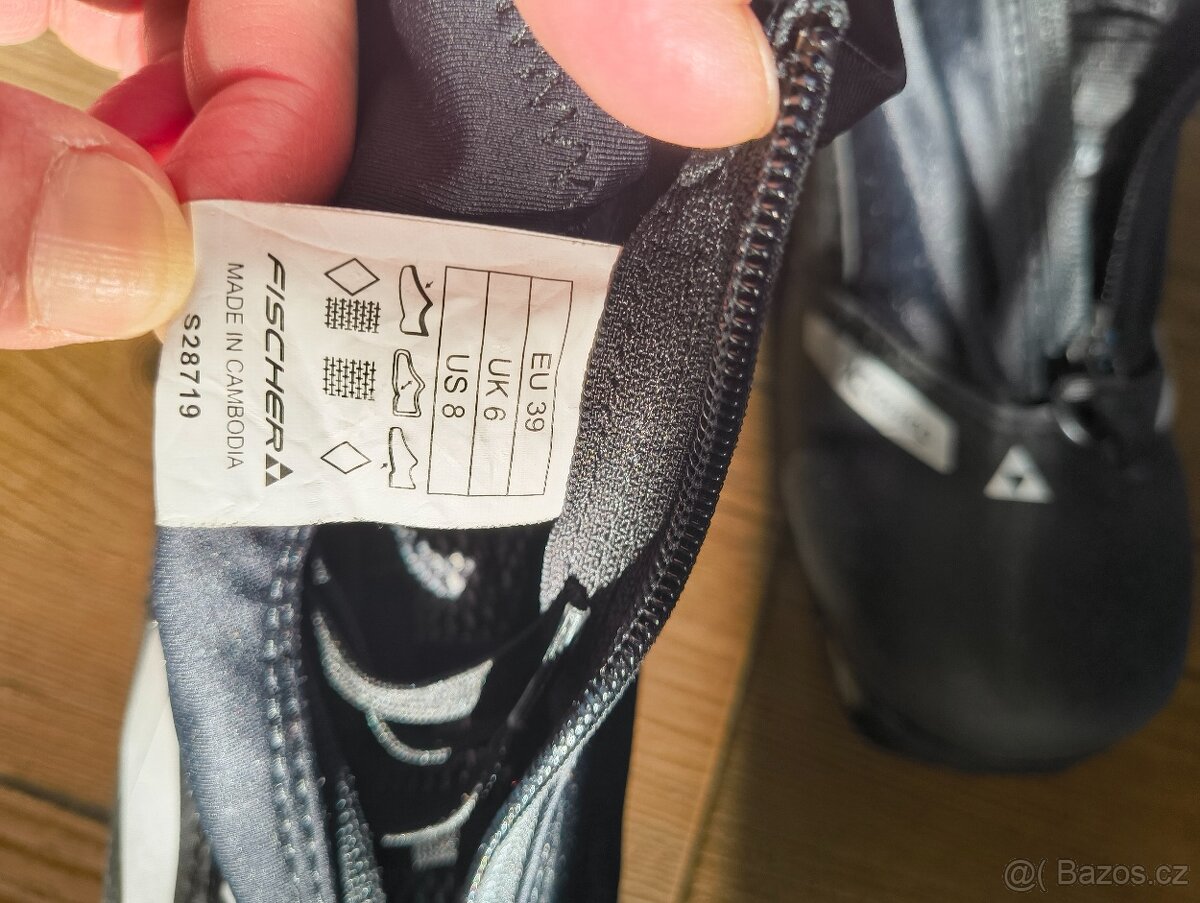 EU 39
UK 6
US 8
FISCHER
MADE IN CAMBODIA
S28719
@( Bazos.cz